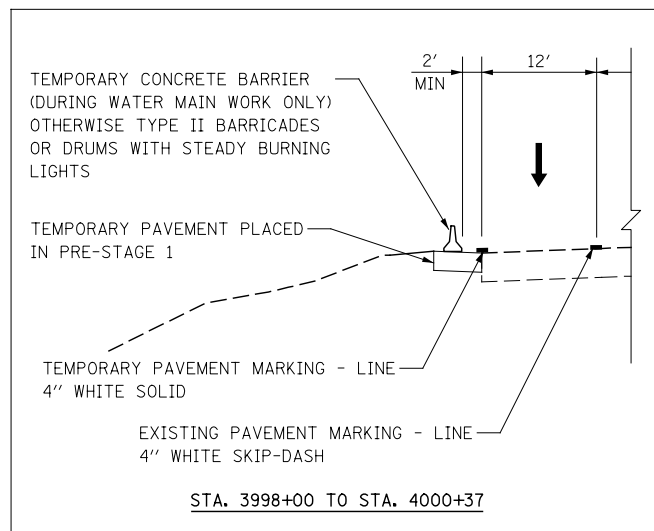 2' 12'
MIN
TEMPORARY CONCRETE BARRIER
(DURING WATER MAIN WORK ONLY)
OTHERWISE TYPE II BARRICADES
OR DRUMS WITH STEADY BURNING
LIGHTS
TEMPORARY PAVEMENT PLACED
IN PRE-STAGE 1
TEMPORARY PAVEMENT MARKING - LINE
4'' WHITE SOLID
EXISTING PAVEMENT MARKING - LINE
4'' WHITE SKIP-DASH
STA. 3998+00 TO STA. 4000+37